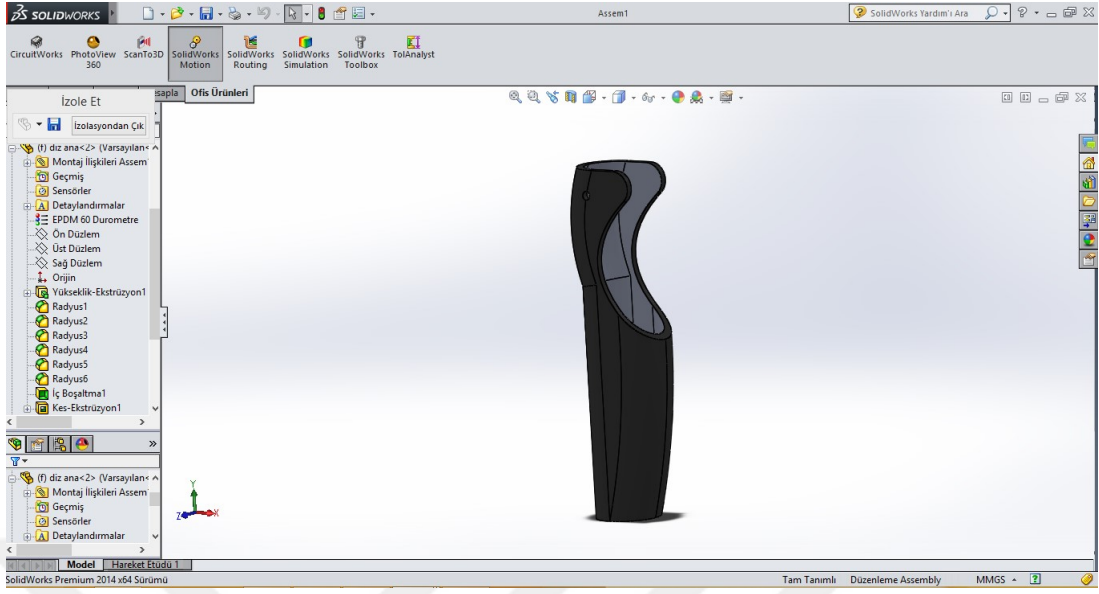 SOLIDWORKS
Assem1
SolidWorks Yardım'ı Ara
CircuitWorks
PhotoView 360
ScanTo3D
SolidWorks Motion
SolidWorks Routing
SolidWorks Simulation
SolidWorks Toolbox
TolAnalyst
esapla
Ofis Ürünleri
İzole Et
İzolasyondan Çık
(f) diz ana<2> (Varsayılan<
Montaj İlişkileri Assem
Geçmiş
Sensörler
Detaylandırmalar
EPDM 60 Durometre
Ön Düzlem
Üst Düzlem
Sağ Düzlem
Orijin
Yükseklik-Ekstrüzyon1
Radyus1
Radyus2
Radyus3
Radyus4
Radyus5
Radyus6
İç Boşaltma1
Kes-Ekstrüzyon1
(f) diz ana<2> (Varsayılan<
Montaj İlişkileri Assem
Geçmiş
Sensörler
Detaylandırmalar
Y
Z
X
Model
Hareket Etüdü 1
SolidWorks Premium 2014 x64 Sürümü
Tam Tanımlı
Düzenleme Assembly
MMGS